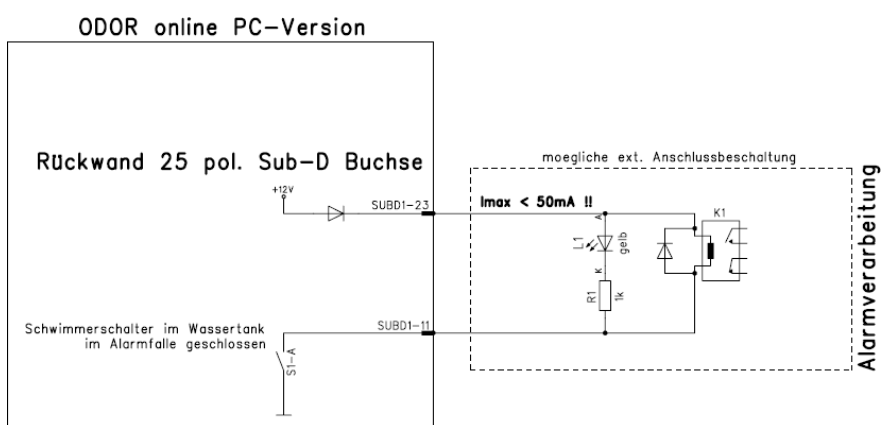 ODOR online PC-Version
Rückwand 25 pol. Sub-D Buchse
moegliche ext. Anschlussbeschaltung
+12V
SUBD1-23
Imax < 50mA !!
K1
A
L1
gelb
K
R1
1k
SUBD1-11
Schwimmerschalter im Wassertank
im Alarmfalle geschlossen
S1-A
Alarmverarbeitung